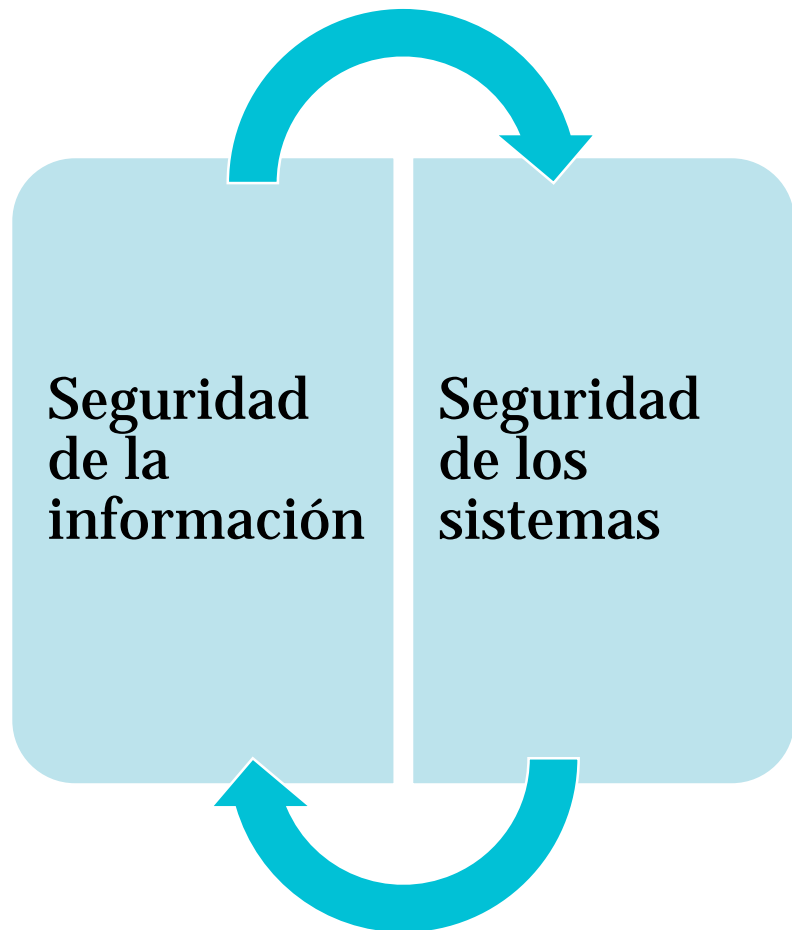 Seguridad
de la
información
Seguridad
de los
sistemas